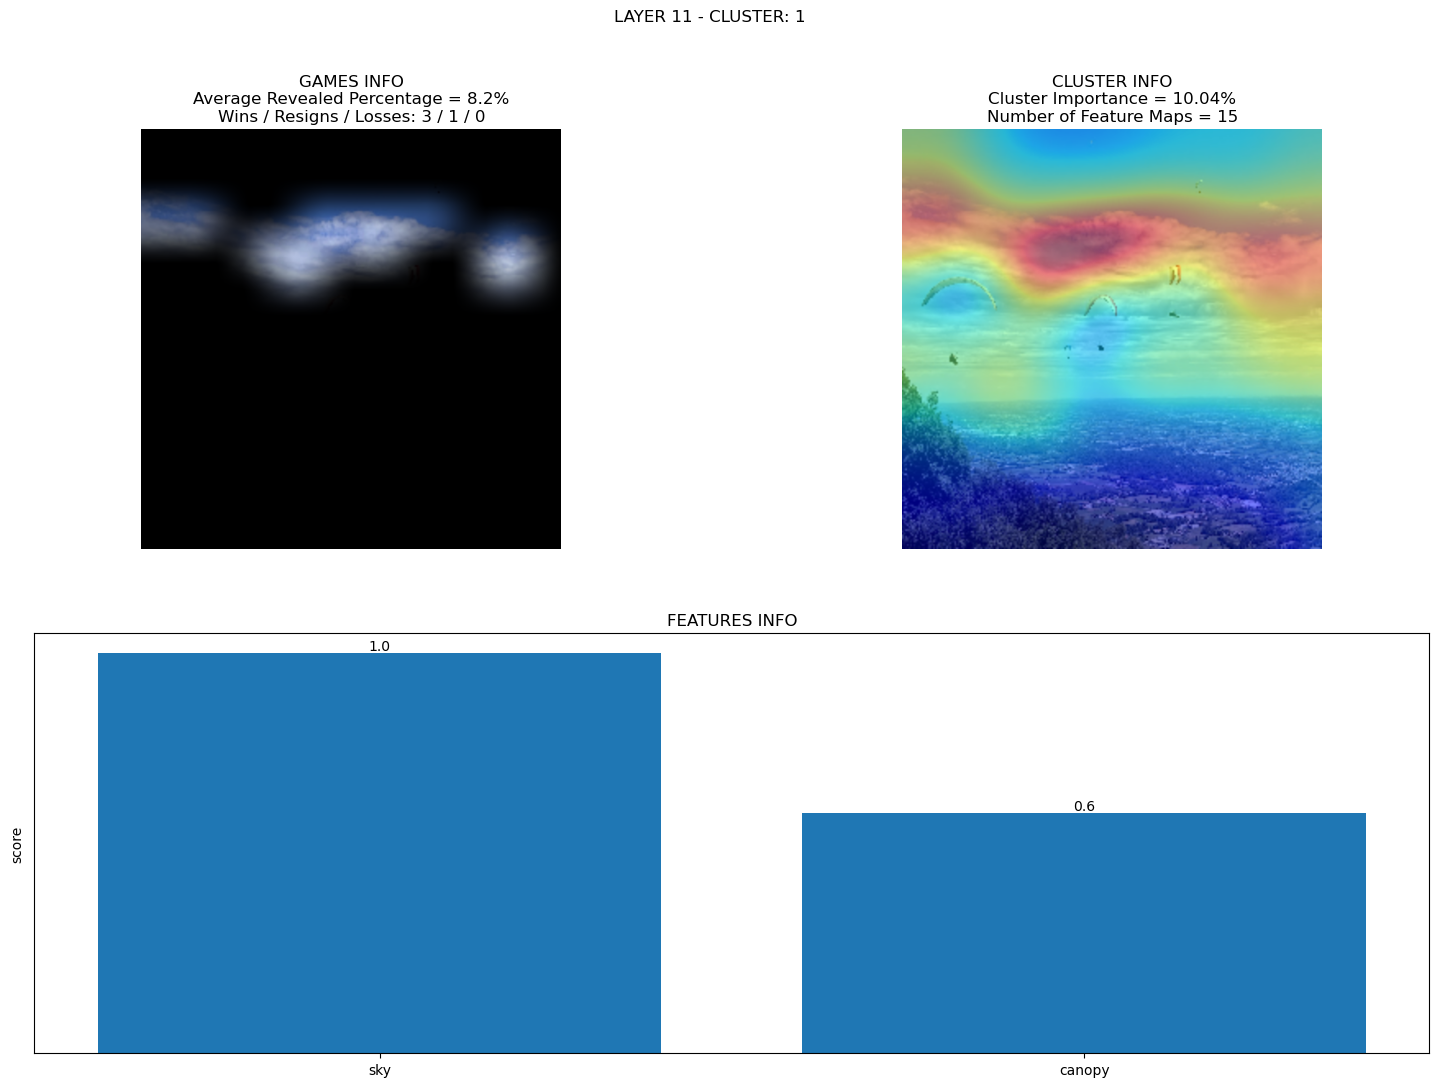 LAYER 11 - CLUSTER: 1
GAMES INFO
Average Revealed Percentage = 8.2%
Wins / Resigns / Losses: 3 / 1 / 0
CLUSTER INFO
Cluster Importance = 10.04%
Number of Feature Maps = 15
FEATURES INFO
score
1.0
0.6
sky
canopy